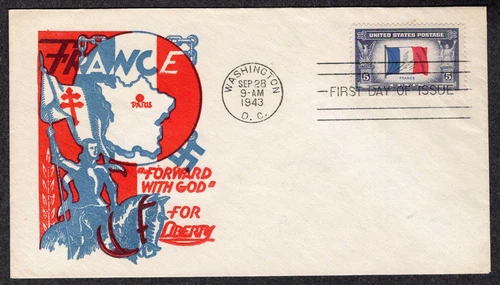 FRANCE
PARIS
"FORWARD
WITH GOD"
FOR
LIBERTY
WASHINGTON
SEP 28
9-AM
1943
D. C.
UNITED STATES POSTAGE
5
5
FRANCE
FIRST DAY OF ISSUE